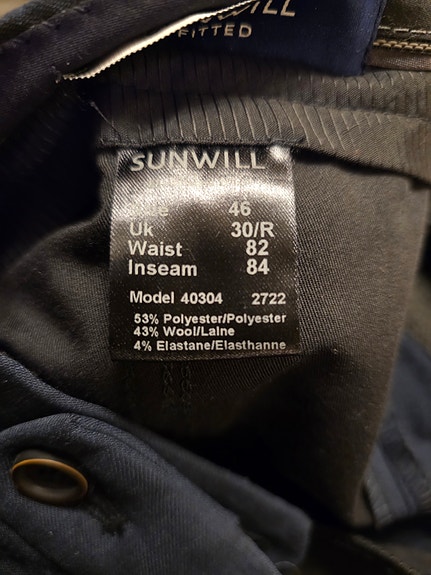 FITTED
SUNWILL
Size 46
Uk 30/R
Waist 82
Inseam 84
Model 40304 2722
53% Polyester/Polyester
43% Wool/Laine
4% Elastane/Elasthanne